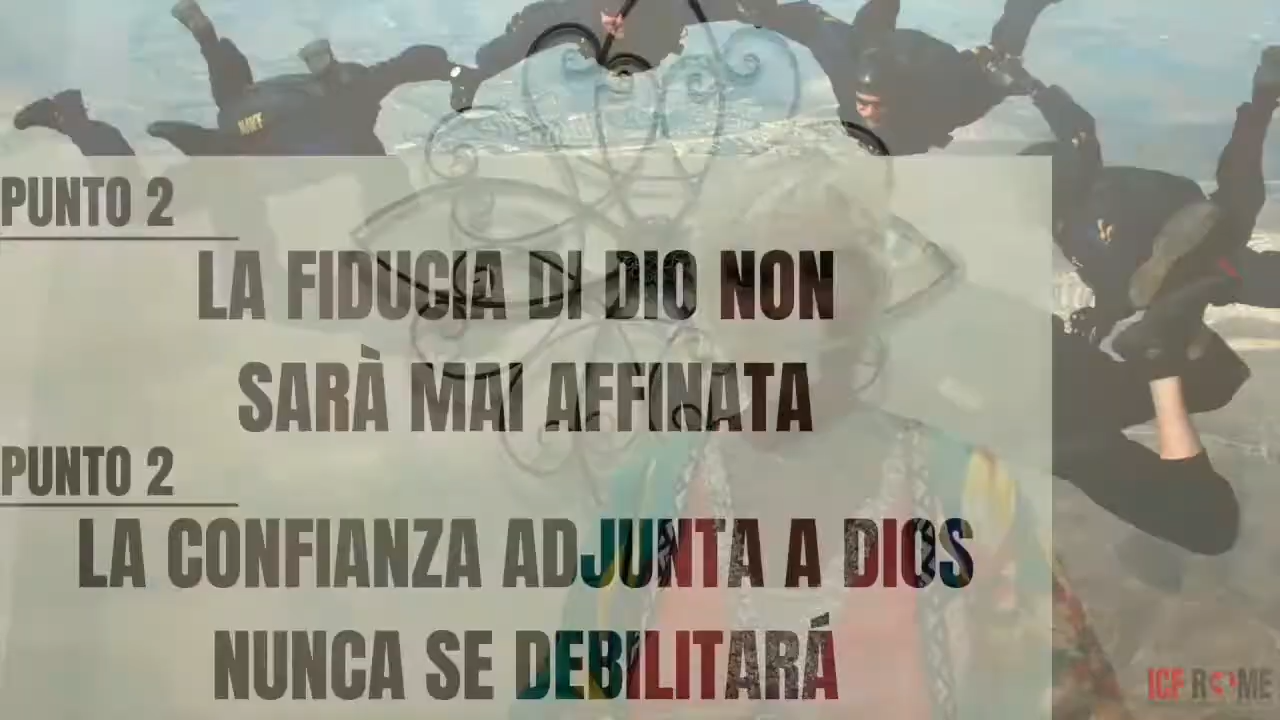 PUNTO 2
LA FIDUCIA DI DIO NON
SARÀ MAI AFFINATA
PUNTO 2
LA CONFIANZA ADJUNTA A DIOS
NUNCA SE DEBILITARÁ
ICF ROME